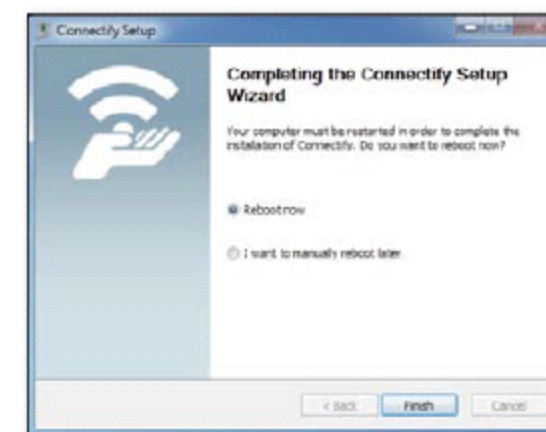 Connectify Setup
Completing the Connectify Setup
Wizard
Your computer must be restarted in order to complete the
installation of Connectify. Do you want to reboot now?
Reboot now
I want to manually reboot later
< Back
Finish
Cancel